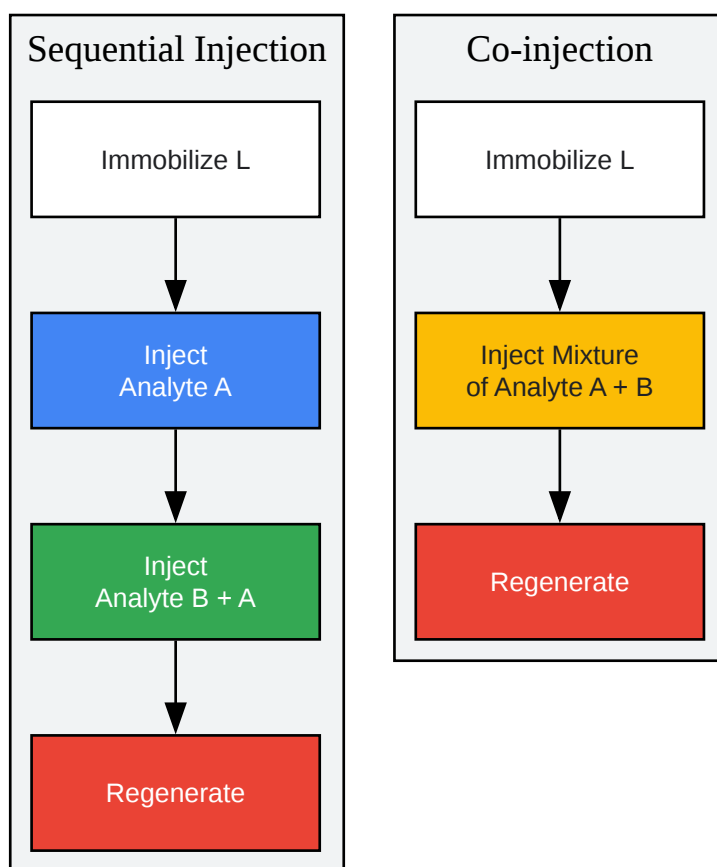 Sequential Injection
Immobilize L
Inject
Analyte A
Inject
Analyte B + A
Regenerate
Co-injection
Immobilize L
Inject Mixture
of Analyte A + B
Regenerate